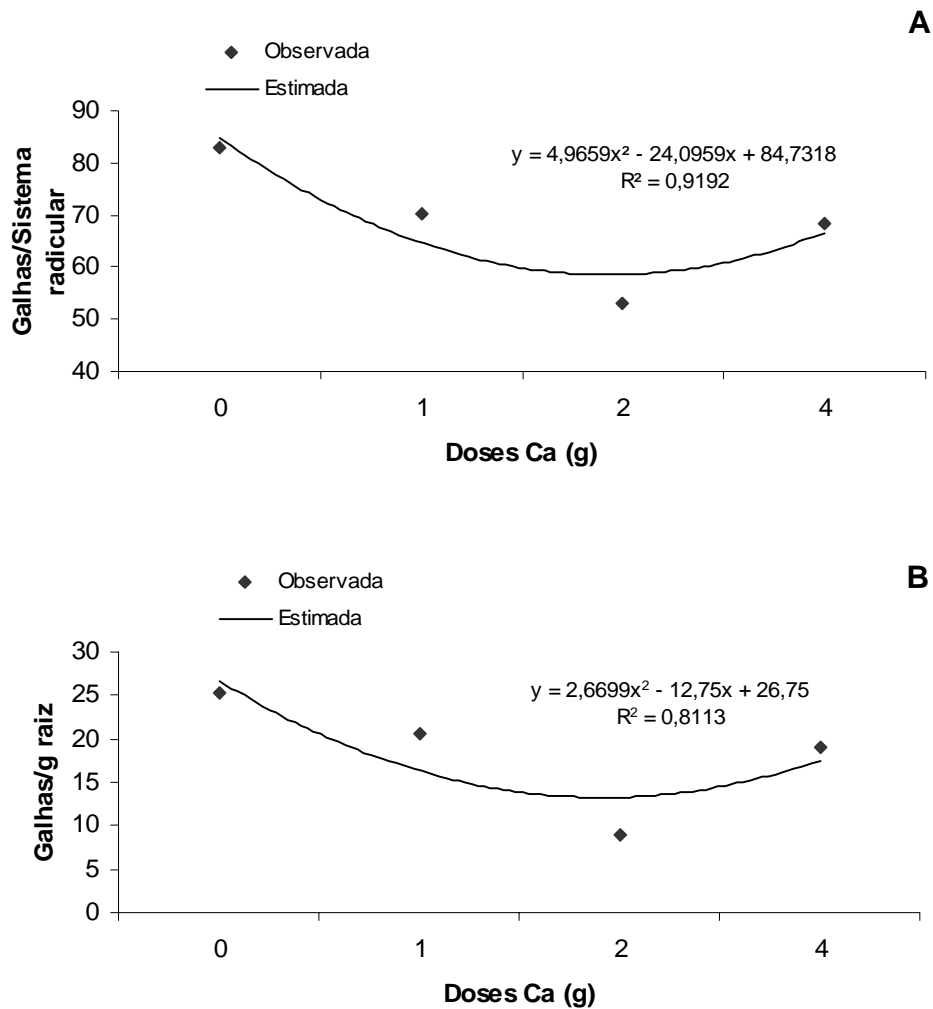 A
Observada
Estimada
90
80
70
60
50
40
Galhas/Sistema
radicular
y = 4,9659x² - 24,0959x + 84,7318
R² = 0,9192
0 1 2 4
Doses Ca (g)
B
Observada
Estimada
30
25
20
15
10
5
0
Galhas/g raiz
y = 2,6699x² - 12,75x + 26,75
R² = 0,8113
0 1 2 4
Doses Ca (g)